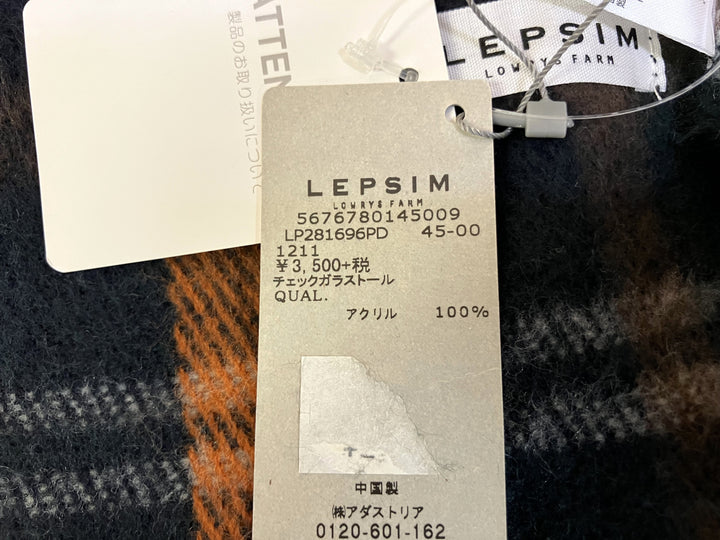 ATTEN
製品のお取り扱いについて
LEPSIM
LOWRYS FARM
製
LEPSIM
LOWRYS FARM
5676780145009
LP281696PD 45-00
1211
¥3,500+税
チェックガラストール
QUAL.
アクリル 100%
中国製
㈱アダストリア
0120-601-162